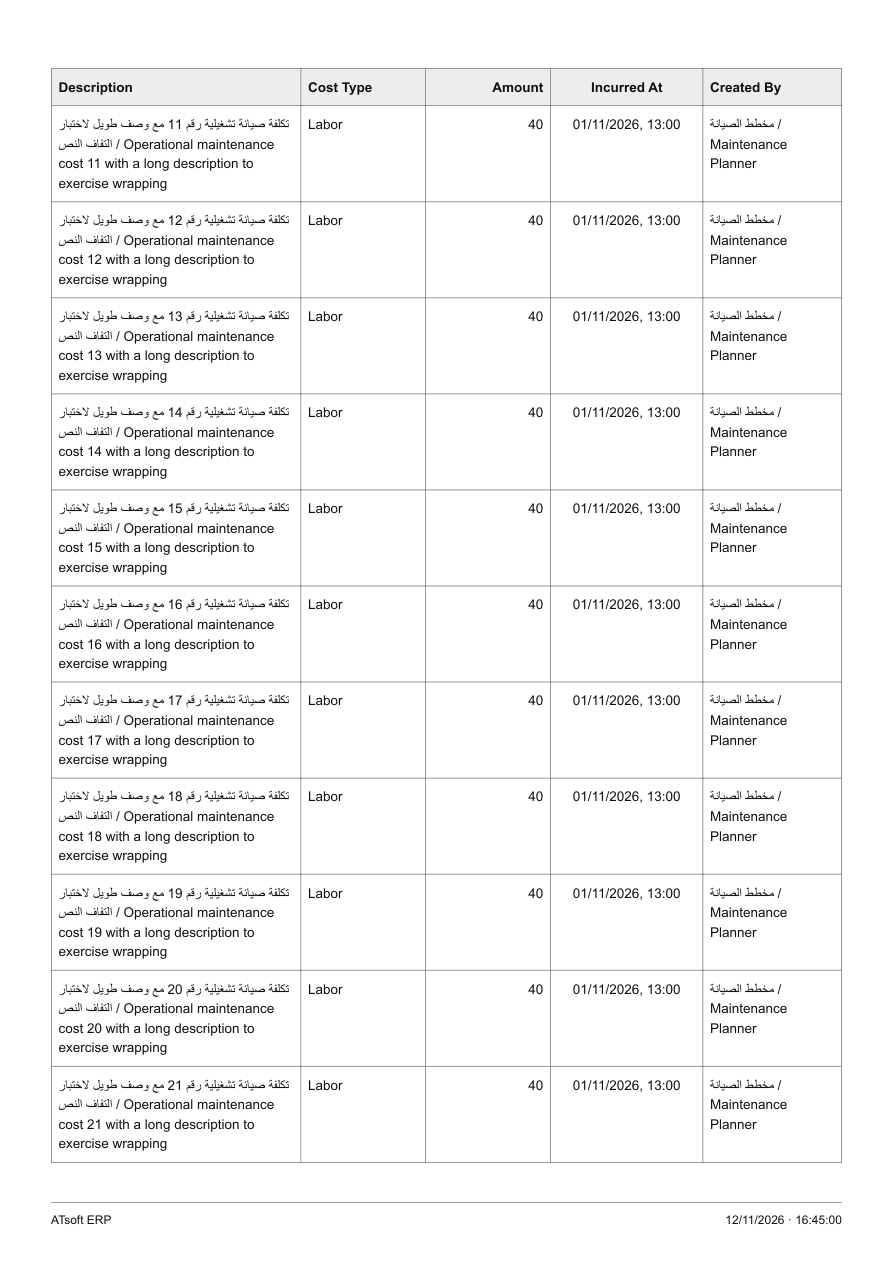 Description Cost Type Amount Incurred At Created By
تكلفة صيانة تشغيلية رقم 11 مع وصف طويل لاختبار Labor 40 01/11/2026, 13:00 مخطط الصيانة /
التفاف النص / Operational maintenance Maintenance
cost 11 with a long description to Planner
exercise wrapping
تكلفة صيانة تشغيلية رقم 12 مع وصف طويل لاختبار Labor 40 01/11/2026, 13:00 مخطط الصيانة /
التفاف النص / Operational maintenance Maintenance
cost 12 with a long description to Planner
exercise wrapping
تكلفة صيانة تشغيلية رقم 13 مع وصف طويل لاختبار Labor 40 01/11/2026, 13:00 مخطط الصيانة /
التفاف النص / Operational maintenance Maintenance
cost 13 with a long description to Planner
exercise wrapping
تكلفة صيانة تشغيلية رقم 14 مع وصف طويل لاختبار Labor 40 01/11/2026, 13:00 مخطط الصيانة /
التفاف النص / Operational maintenance Maintenance
cost 14 with a long description to Planner
exercise wrapping
تكلفة صيانة تشغيلية رقم 15 مع وصف طويل لاختبار Labor 40 01/11/2026, 13:00 مخطط الصيانة /
التفاف النص / Operational maintenance Maintenance
cost 15 with a long description to Planner
exercise wrapping
تكلفة صيانة تشغيلية رقم 16 مع وصف طويل لاختبار Labor 40 01/11/2026, 13:00 مخطط الصيانة /
التفاف النص / Operational maintenance Maintenance
cost 16 with a long description to Planner
exercise wrapping
تكلفة صيانة تشغيلية رقم 17 مع وصف طويل لاختبار Labor 40 01/11/2026, 13:00 مخطط الصيانة /
التفاف النص / Operational maintenance Maintenance
cost 17 with a long description to Planner
exercise wrapping
تكلفة صيانة تشغيلية رقم 18 مع وصف طويل لاختبار Labor 40 01/11/2026, 13:00 مخطط الصيانة /
التفاف النص / Operational maintenance Maintenance
cost 18 with a long description to Planner
exercise wrapping
تكلفة صيانة تشغيلية رقم 19 مع وصف طويل لاختبار Labor 40 01/11/2026, 13:00 مخطط الصيانة /
التفاف النص / Operational maintenance Maintenance
cost 19 with a long description to Planner
exercise wrapping
تكلفة صيانة تشغيلية رقم 20 مع وصف طويل لاختبار Labor 40 01/11/2026, 13:00 مخطط الصيانة /
التفاف النص / Operational maintenance Maintenance
cost 20 with a long description to Planner
exercise wrapping
تكلفة صيانة تشغيلية رقم 21 مع وصف طويل لاختبار Labor 40 01/11/2026, 13:00 مخطط الصيانة /
التفاف النص / Operational maintenance Maintenance
cost 21 with a long description to Planner
exercise wrapping
ATsoft ERP 12/11/2026 · 16:45:00